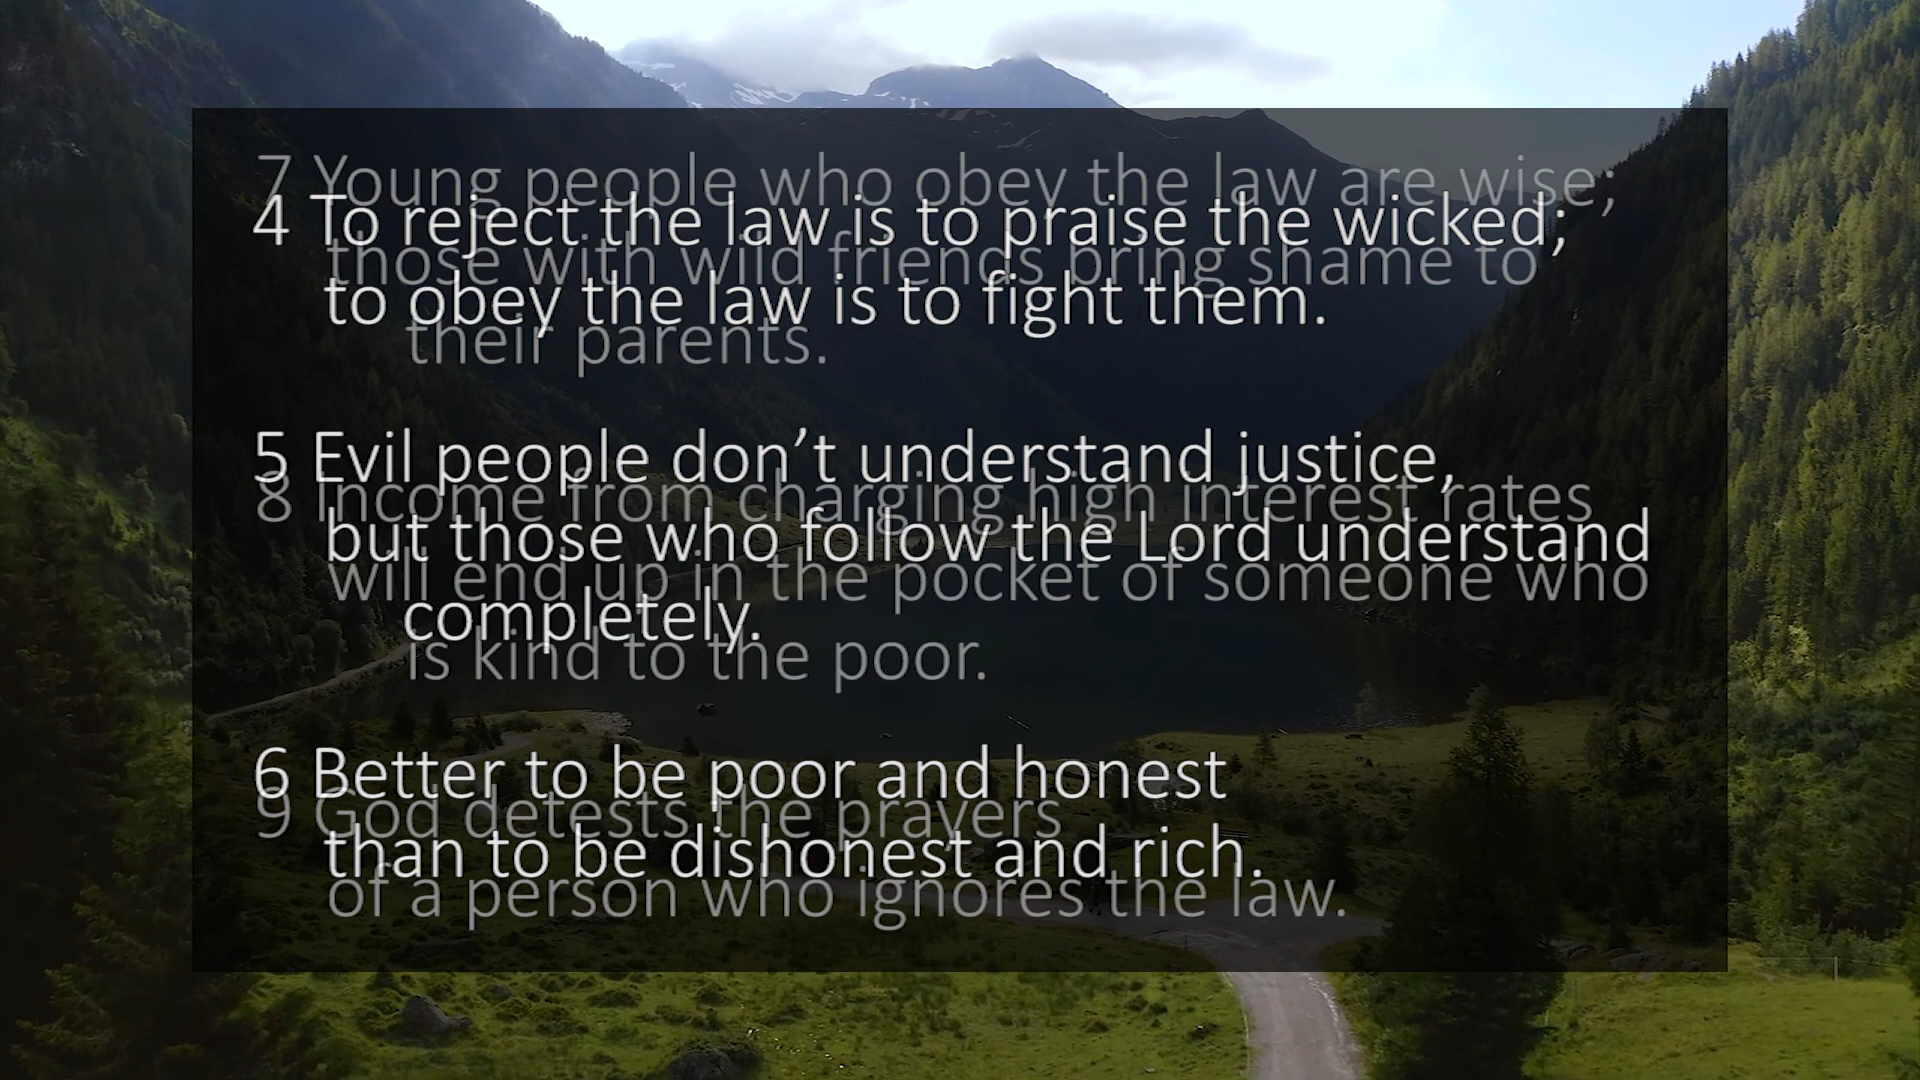 4 To reject the law is to praise the wicked;
to obey the law is to fight them.
5 Evil people don’t understand justice,
but those who follow the Lord understand
completely.
6 Better to be poor and honest
than to be dishonest and rich.
7 Young people who obey the law are wise;
those with wild friends bring shame to
their parents.
8 Income from charging high interest rates
will end up in the pocket of someone who
is kind to the poor.
9 God detests the prayers
of a person who ignores the law.